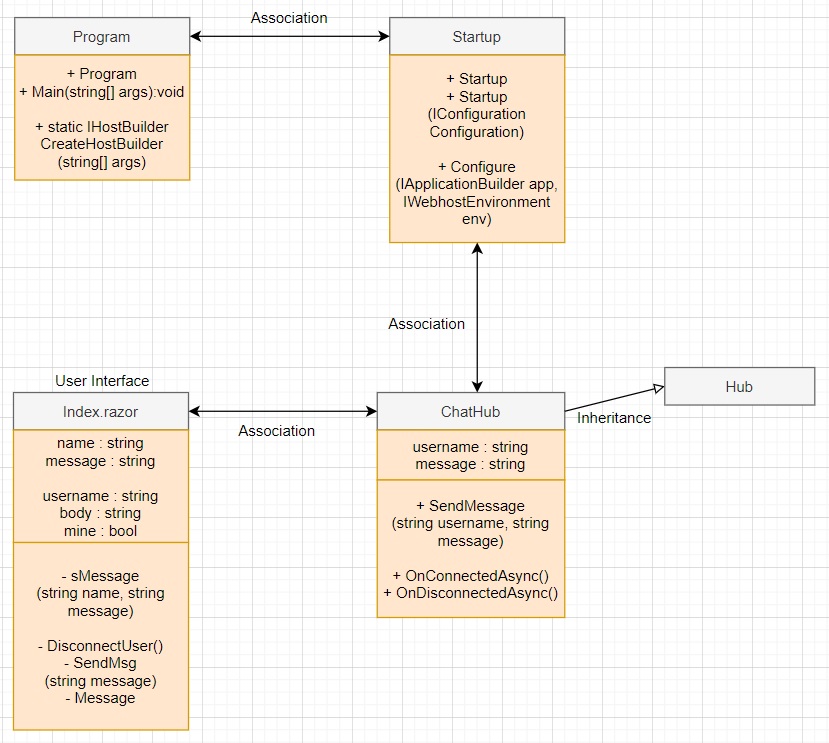 Association
Program
Startup
+ Program
+ Main(string[] args):void
+ static IHostBuilder
CreateHostBuilder
(string[] args)
+ Startup
+ Startup
(IConfiguration
Configuration)
+ Configure
(IApplicationBuilder app,
IWebhostEnvironment
env)
Association
User Interface
Index.razor
name : string
message : string
username : string
body : string
mine : bool
- sMessage
(string name, string
message)
- DisconnectUser()
- SendMsg
(string message)
- Message
Association
ChatHub
username : string
message : string
+ SendMessage
(string username, string
message)
+ OnConnectedAsync()
+ OnDisconnectedAsync()
Inheritance
Hub